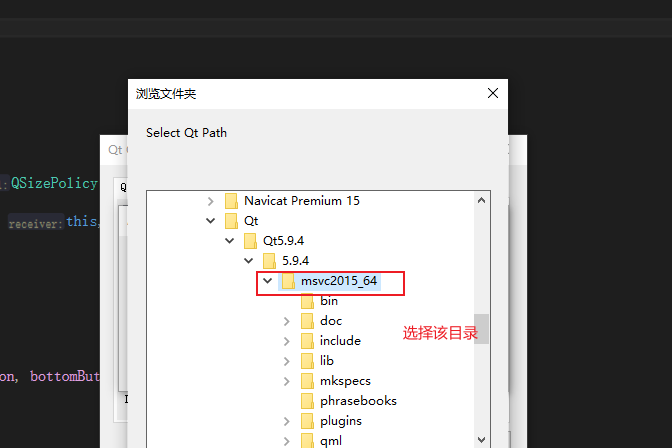 浏览文件夹
Select Qt Path
Qt
Q
QSizePolicy
receiver: this,
Navicat Premium 15
Qt
Qt5.9.4
5.9.4
msvc2015_64
bin
doc
选择该目录
include
lib
on, bottomBut
mkspecs
phrasebooks
plugins
qml